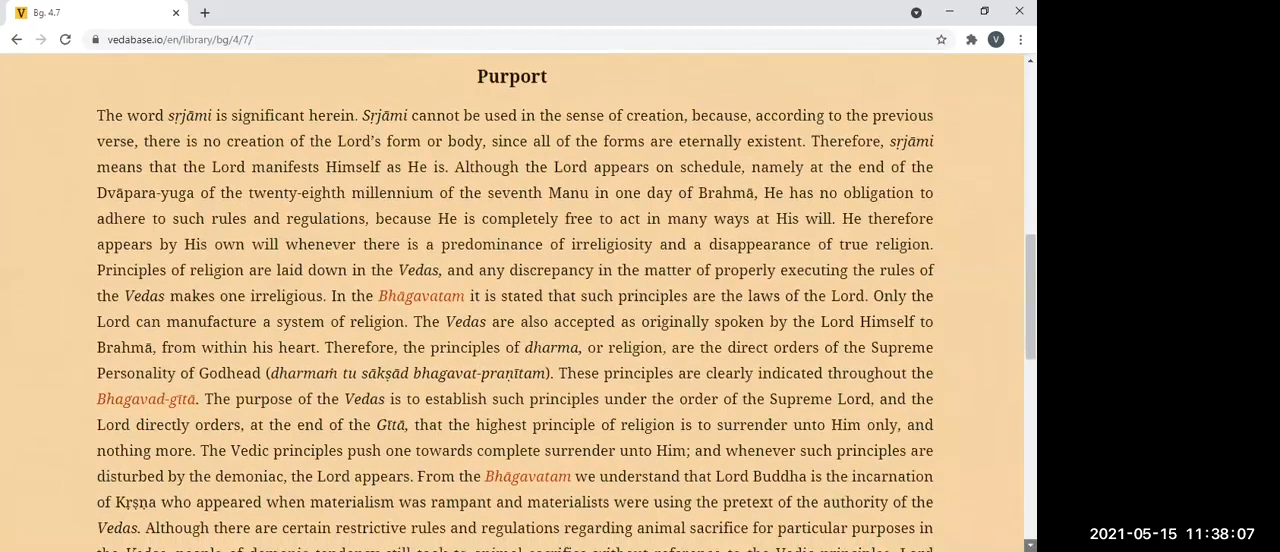 Bg. 4.7
vedabase.io/en/library/bg/4/7/
V
Purport
The word sṛjāmi is significant herein. Sṛjāmi cannot be used in the sense of creation, because, according to the previous
verse, there is no creation of the Lord’s form or body, since all of the forms are eternally existent. Therefore, sṛjāmi
means that the Lord manifests Himself as He is. Although the Lord appears on schedule, namely at the end of the
Dvāpara-yuga of the twenty-eighth millennium of the seventh Manu in one day of Brahmā, He has no obligation to
adhere to such rules and regulations, because He is completely free to act in many ways at His will. He therefore
appears by His own will whenever there is a predominance of irreligiosity and a disappearance of true religion.
Principles of religion are laid down in the Vedas, and any discrepancy in the matter of properly executing the rules of
the Vedas makes one irreligious. In the Bhāgavatam it is stated that such principles are the laws of the Lord. Only the
Lord can manufacture a system of religion. The Vedas are also accepted as originally spoken by the Lord Himself to
Brahmā, from within his heart. Therefore, the principles of dharma, or religion, are the direct orders of the Supreme
Personality of Godhead (dharmaṁ tu sākṣād bhagavat-praṇītam). These principles are clearly indicated throughout the
Bhagavad-gītā. The purpose of the Vedas is to establish such principles under the order of the Supreme Lord, and the
Lord directly orders, at the end of the Gītā, that the highest principle of religion is to surrender unto Him only, and
nothing more. The Vedic principles push one towards complete surrender unto Him; and whenever such principles are
disturbed by the demoniac, the Lord appears. From the Bhāgavatam we understand that Lord Buddha is the incarnation
of Kṛṣṇa who appeared when materialism was rampant and materialists were using the pretext of the authority of the
Vedas. Although there are certain restrictive rules and regulations regarding animal sacrifice for particular purposes in
the Vedas, people of demonic tendency still took to animal sacrifice without reference to the Vedic principles. Lord
2021-05-15 11:38:07